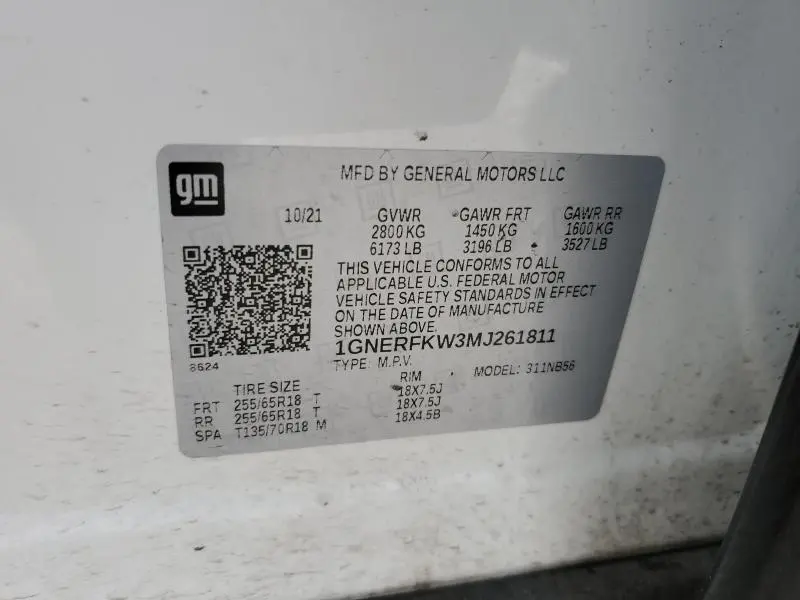 gm
MFD BY GENERAL MOTORS LLC
10/21 GVWR GAWR FRT GAWR RR
2800 KG 1450 KG 1600 KG
6173 LB 3196 LB 3527 LB
THIS VEHICLE CONFORMS TO ALL
APPLICABLE U.S. FEDERAL MOTOR
VEHICLE SAFETY STANDARDS IN EFFECT
ON THE DATE OF MANUFACTURE
SHOWN ABOVE.
8624
1GNERFKW3MJ261811
TYPE: M.P.V. MODEL: 311NB56
TIRE SIZE RIM
FRT 255/65R18 T 18X7.5J
RR 255/65R18 T 18X7.5J
SPA T135/70R18 M 18X4.5B